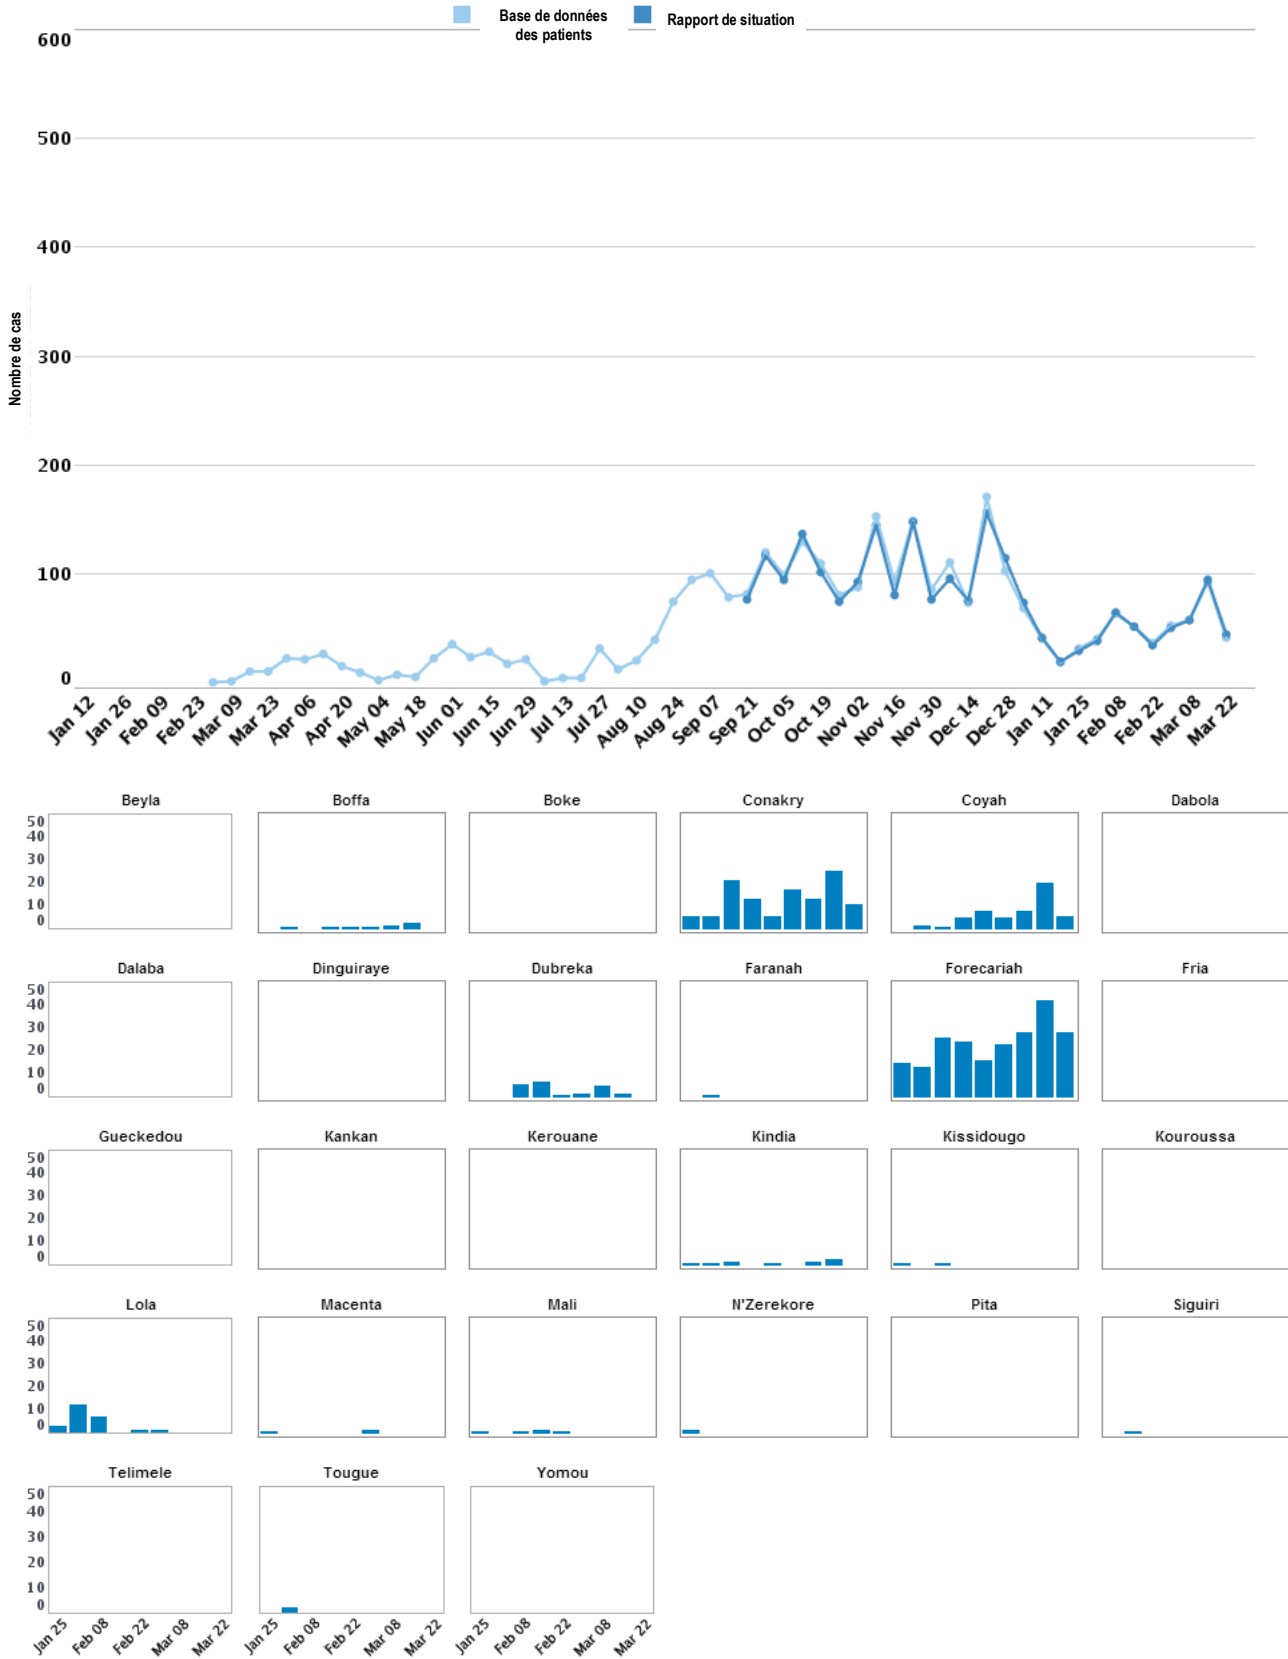 Base de données
des patients
Rapport de situation
600
500
400
300
200
100
0
Nombre de cas
Jan 12
Jan 26
Feb 09
Feb 23
Mar 09
Mar 23
Apr 06
Apr 20
May 04
May 18
Jun 01
Jun 15
Jun 29
Jul 13
Jul 27
Aug 10
Aug 24
Sep 07
Sep 21
Oct 05
Oct 19
Nov 02
Nov 16
Nov 30
Dec 14
Dec 28
Jan 11
Jan 25
Feb 08
Feb 22
Mar 08
Mar 22
Beyla Boffa Boke Conakry Coyah Dabola
50
40
30
20
10
0
Dalaba Dinguiraye Dubreka Faranah Forecariah Fria
50
40
30
20
10
0
Gueckedou Kankan Kerouane Kindia Kissidougo Kouroussa
50
40
30
20
10
0
Lola Macenta Mali N'Zerekore Pita Siguiri
50
40
30
20
10
0
Telimele Tougue Yomou
50
40
30
20
10
0
Jan 25 Feb 08 Feb 22 Mar 08 Mar 22
Jan 25 Feb 08 Feb 22 Mar 08 Mar 22
Jan 25 Feb 08 Feb 22 Mar 08 Mar 22